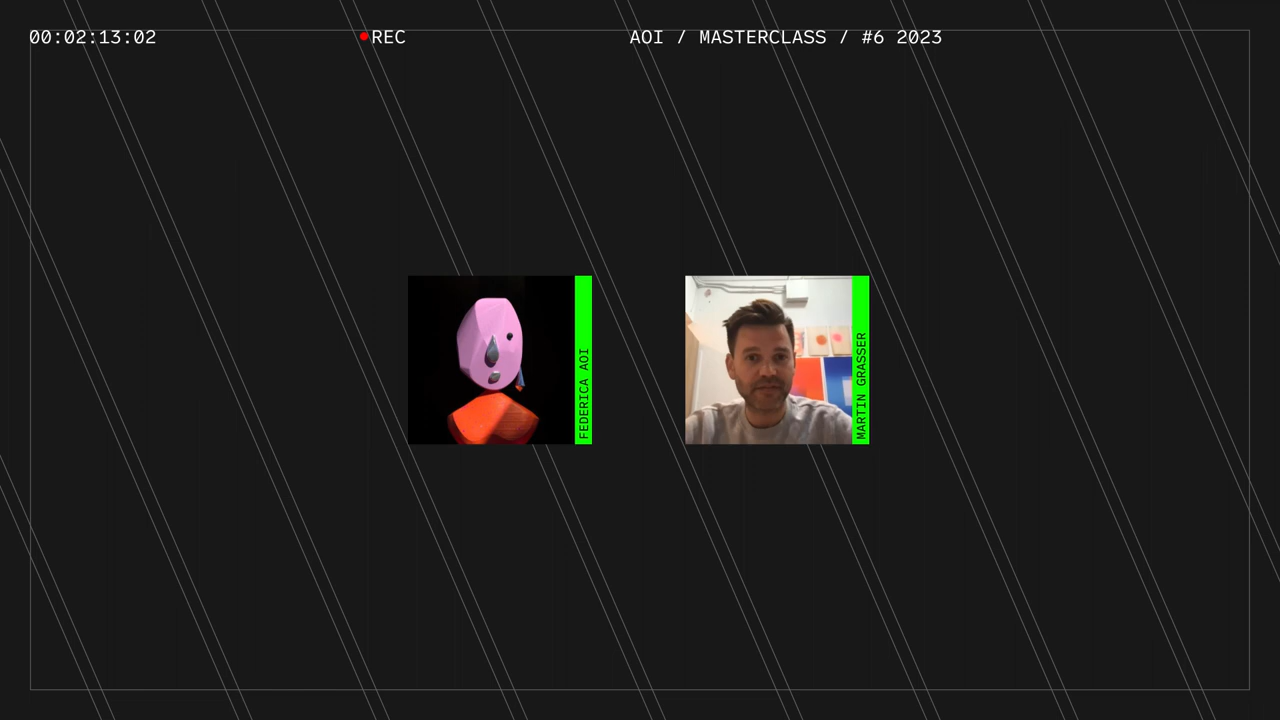 00:02:13:02
REC
AOI / MASTERCLASS / #6 2023
FEDERICA AOI
MARTIN GRASSER